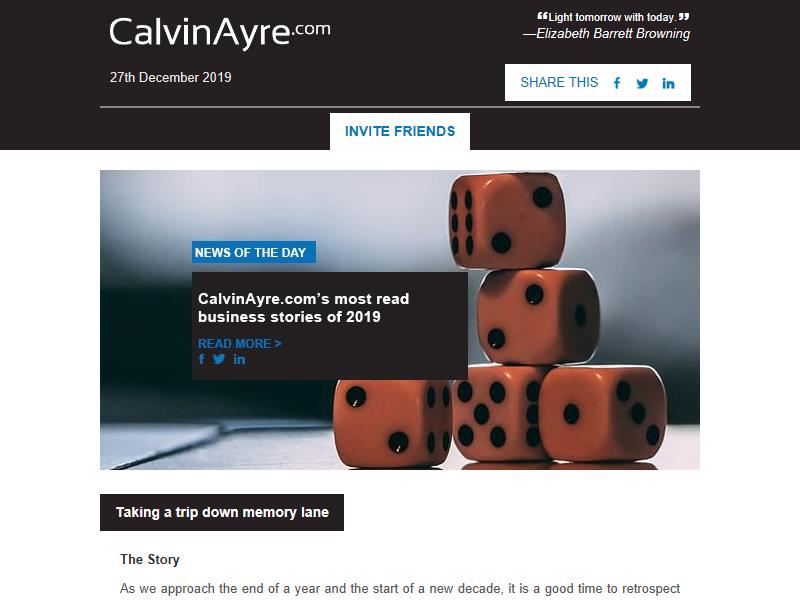 CalvinAyre.com
❝Light tomorrow with today.❞
—Elizabeth Barrett Browning
27th December 2019
SHARE THIS
INVITE FRIENDS
NEWS OF THE DAY
CalvinAyre.com’s most read
business stories of 2019
READ MORE >
Taking a trip down memory lane
The Story
As we approach the end of a year and the start of a new decade, it is a good time to retrospect